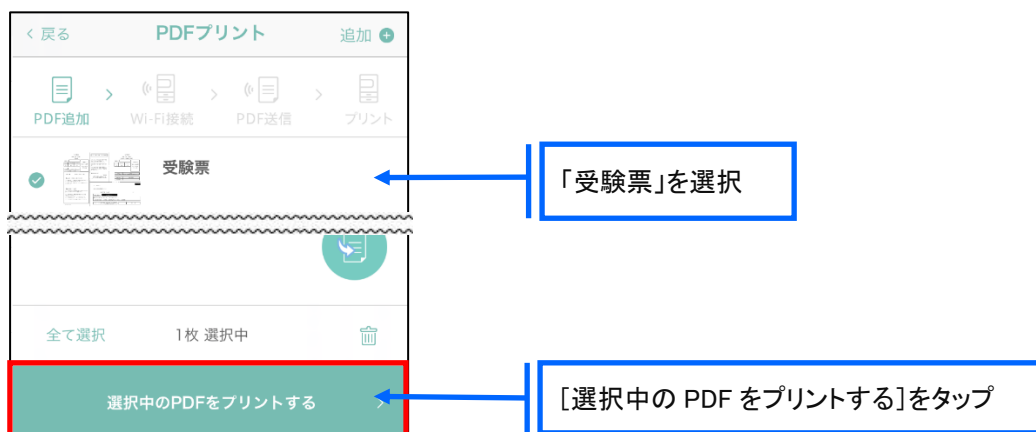 < 戻る PDFプリント 追加
PDF追加 > Wi-Fi接続 > PDF送信 > プリント
受験票
「受験票」を選択
全て選択 1枚 選択中
選択中のPDFをプリントする >
[選択中の PDF をプリントする]をタップ